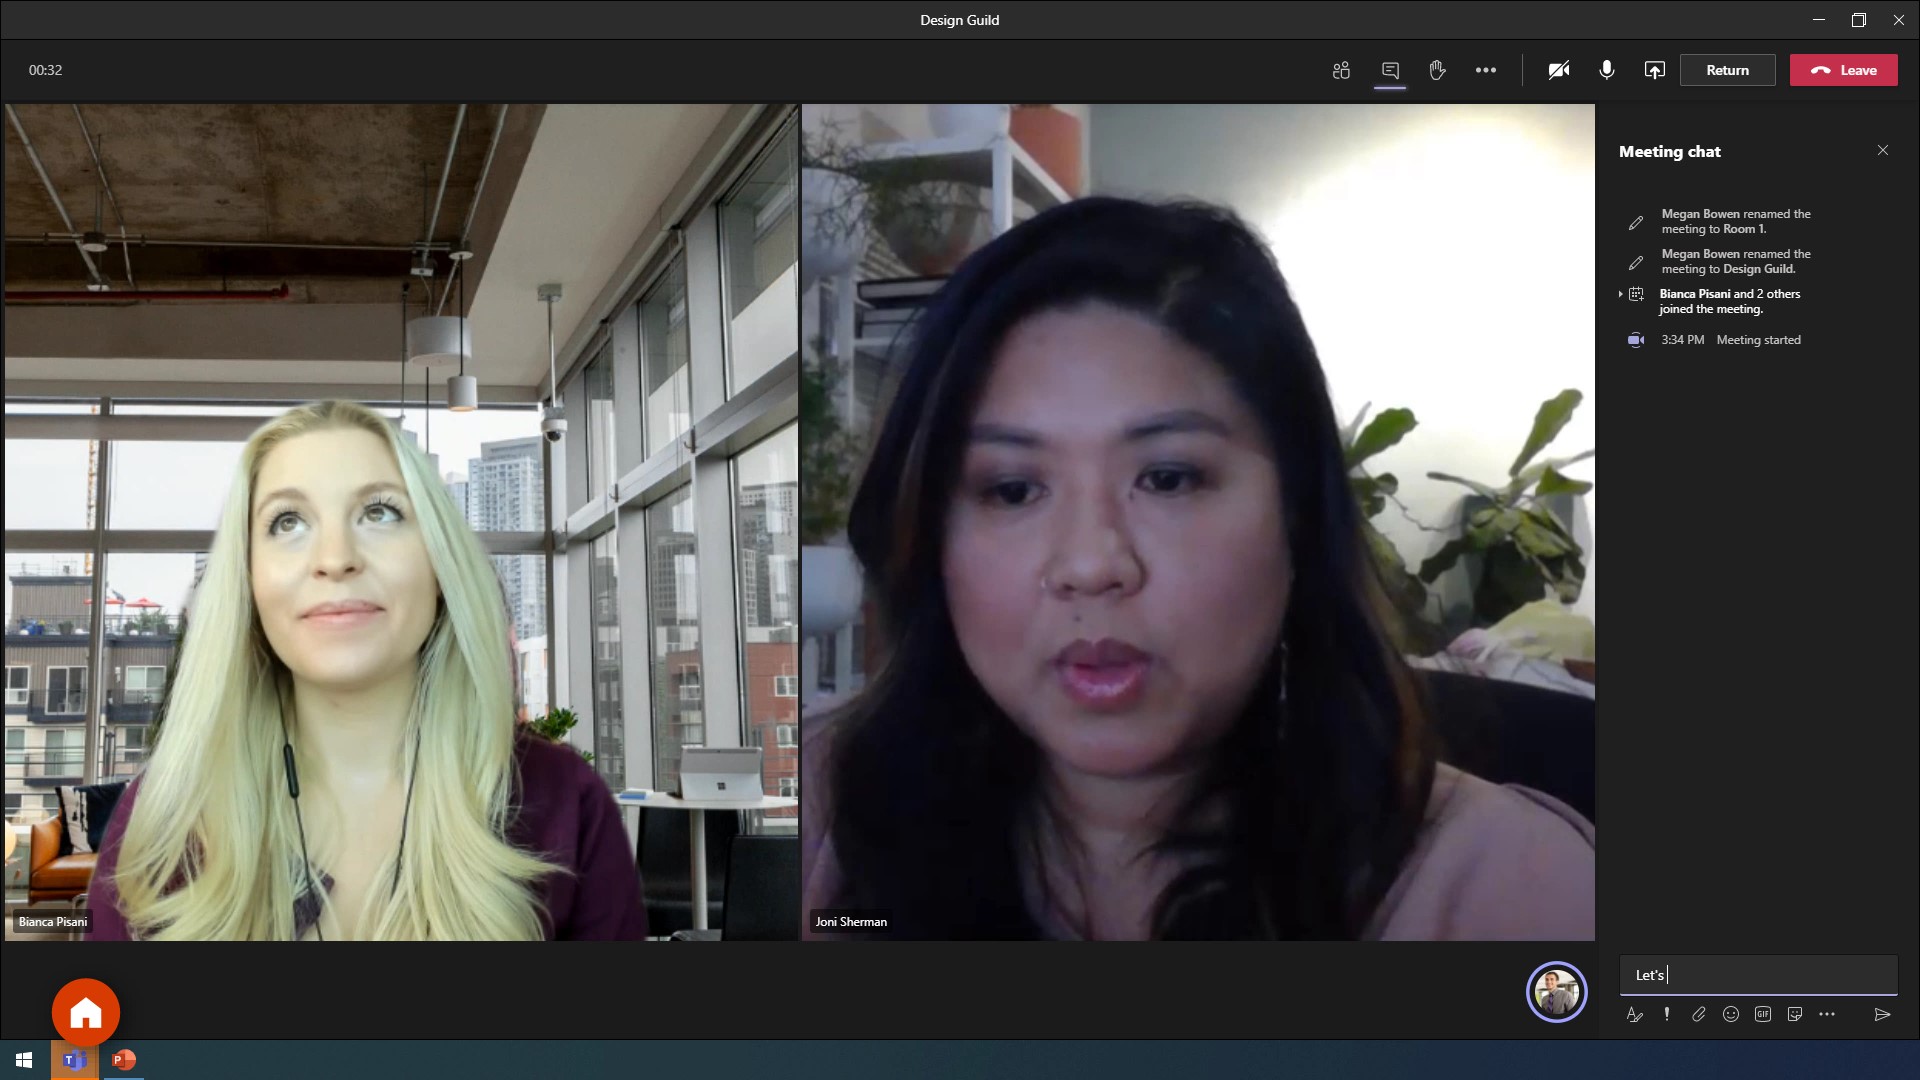 Design Guild
00:32
Return
Leave
Meeting chat
Megan Bowen renamed the
meeting to Room 1.
Megan Bowen renamed the
meeting to Design Guild.
Bianca Pisani and 2 others
joined the meeting.
3:34 PM Meeting started
Bianca Pisani
Joni Sherman
Let's
GIF
T
P